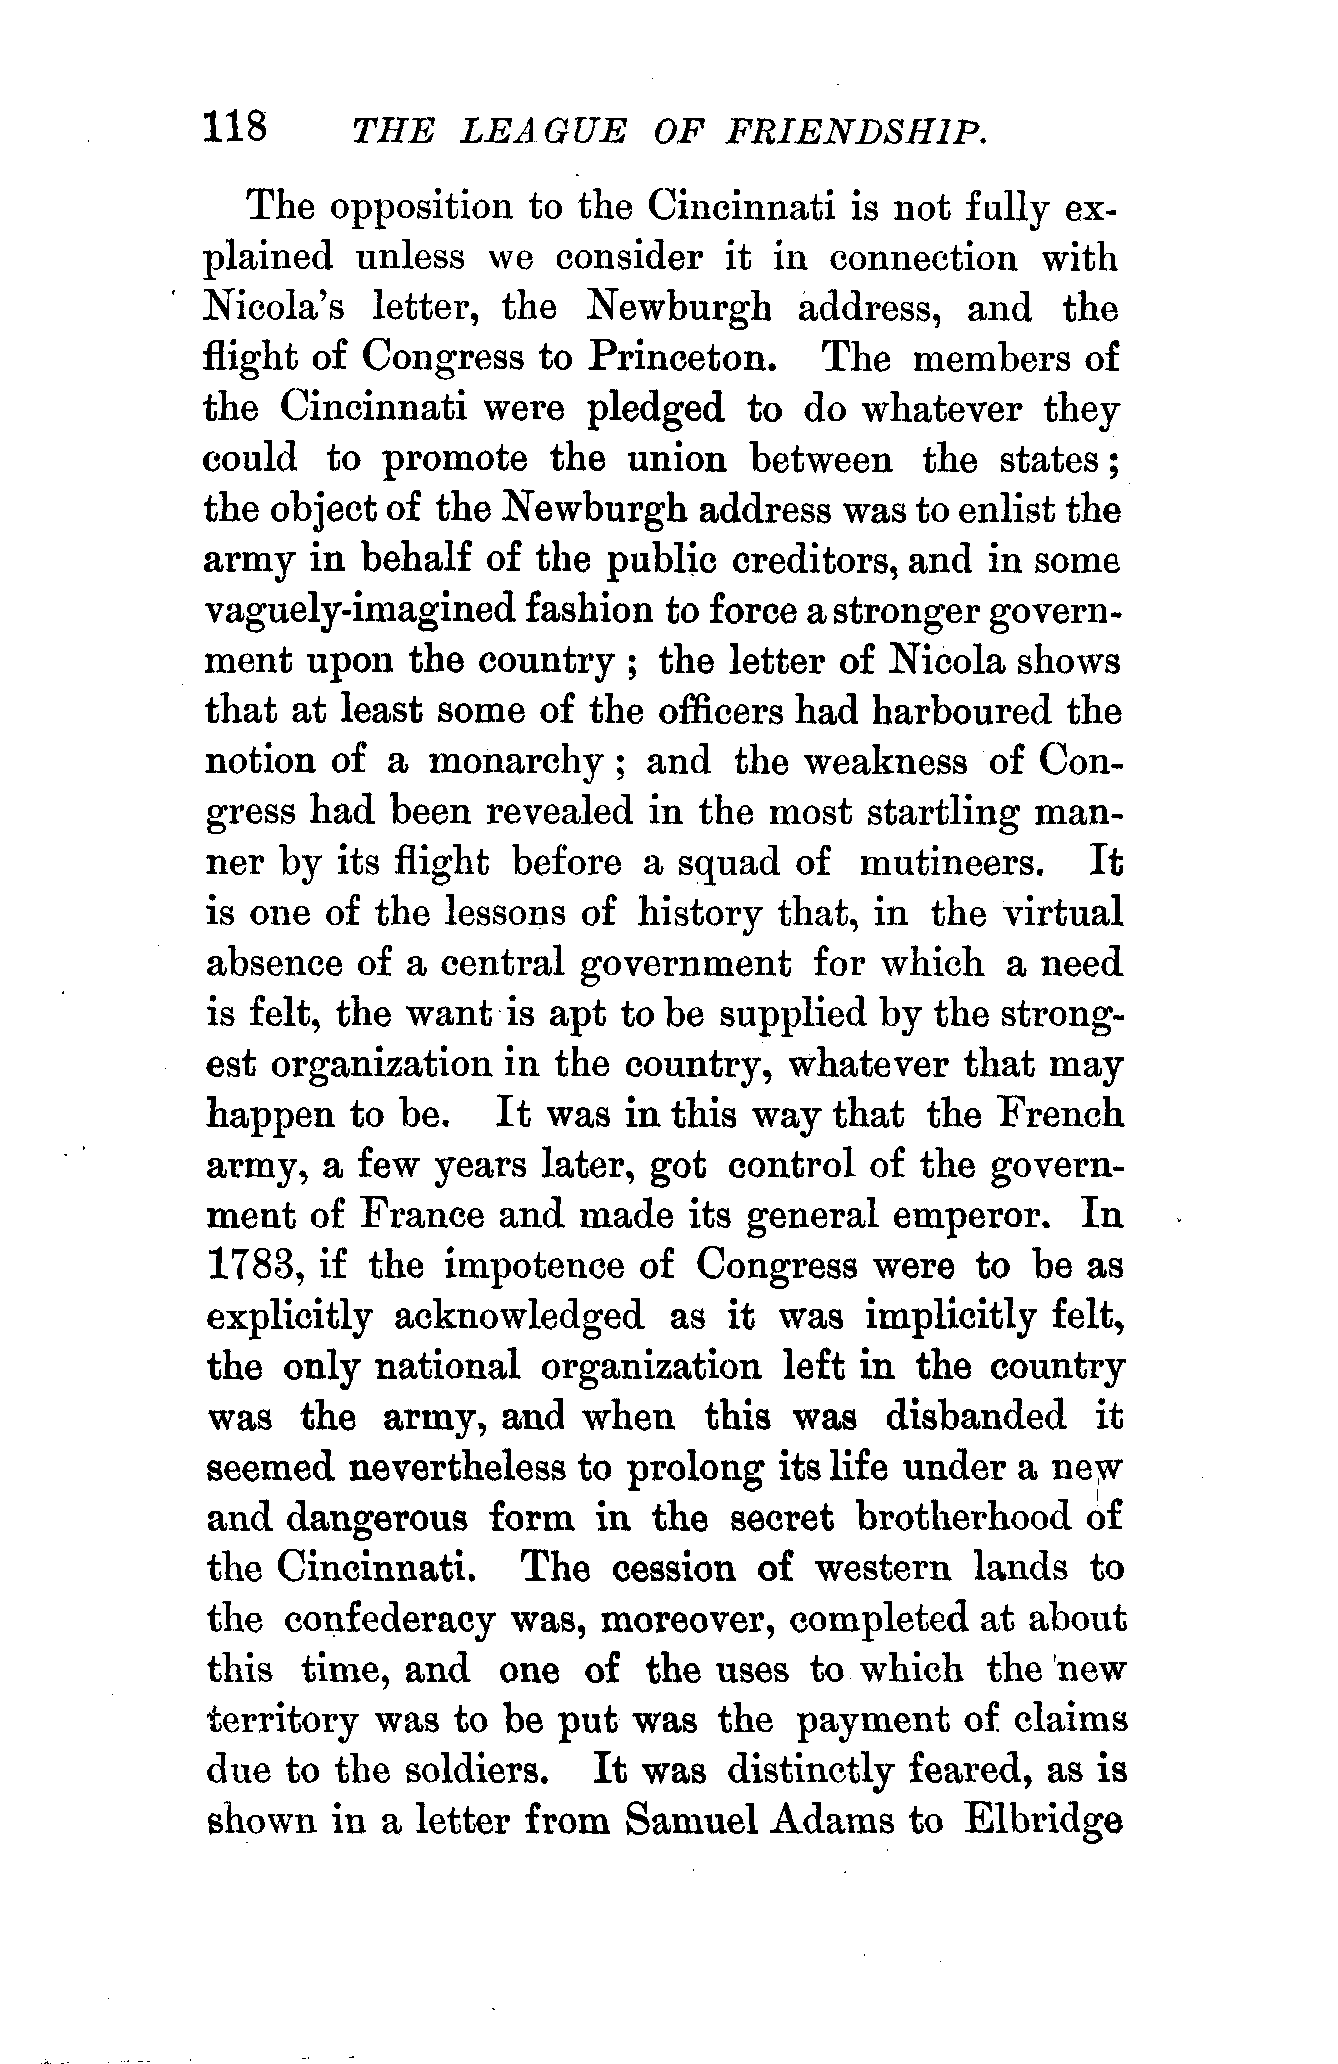 118 THE LEAGUE OF FRIENDSHIP.
The opposition to the Cincinnati is not fully ex-
plained unless we consider it in connection with
Nicola's letter, the Newburgh address, and the
flight of Congress to Princeton. The members of
the Cincinnati were pledged to do whatever they
could to promote the union between the states ;
the object of the Newburgh address was to enlist the
army in behalf of the public creditors, and in some
vaguely-imagined fashion to force a stronger govern-
ment upon the country ; the letter of Nicola shows
that at least some of the officers had harboured the
notion of a monarchy ; and the weakness of Con-
gress had been revealed in the most startling man-
ner by its flight before a squad of mutineers. It
is one of the lessons of history that, in the virtual
absence of a central government for which a need
is felt, the want is apt to be supplied by the strong-
est organization in the country, whatever that may
happen to be. It was in this way that the French
army, a few years later, got control of the govern-
ment of France and made its general emperor. In
1783, if the impotence of Congress were to be as
explicitly acknowledged as it was implicitly felt,
the only national organization left in the country
was the army, and when this was disbanded it
seemed nevertheless to prolong its life under a new
and dangerous form in the secret brotherhood of
the Cincinnati. The cession of western lands to
the confederacy was, moreover, completed at about
this time, and one of the uses to which the new
territory was to be put was the payment of claims
due to the soldiers. It was distinctly feared, as is
shown in a letter from Samuel Adams to Elbridge